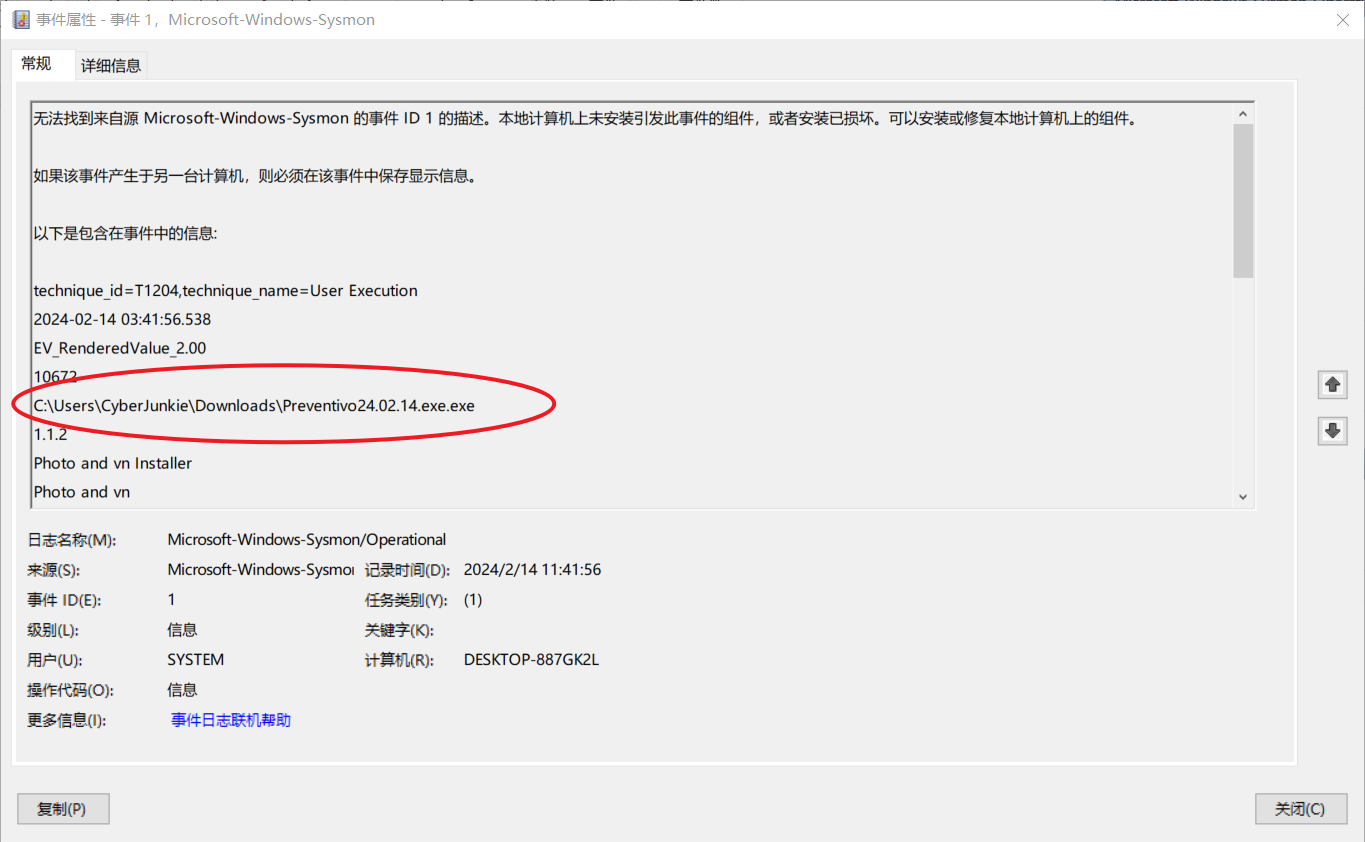 事件属性 - 事件 1，Microsoft-Windows-Sysmon
常规
详细信息
无法找到来自源 Microsoft-Windows-Sysmon 的事件 ID 1 的描述。本地计算机上未安装引发此事件的组件，或者安装已损坏。可以安装或修复本地计算机上的组件。
如果该事件产生于另一台计算机，则必须在该事件中保存显示信息。
以下是包含在事件中的信息:
technique_id=T1204,technique_name=User Execution
2024-02-14 03:41:56.538
EV_RenderedValue_2.00
10672
C:\Users\CyberJunkie\Downloads\Preventivo24.02.14.exe.exe
1.1.2
Photo and vn Installer
Photo and vn
日志名称(M): Microsoft-Windows-Sysmon/Operational
来源(S): Microsoft-Windows-Sysmon 记录时间(D): 2024/2/14 11:41:56
事件 ID(E): 1 任务类别(Y): (1)
级别(L): 信息 关键字(K):
用户(U): SYSTEM 计算机(R): DESKTOP-887GK2L
操作代码(O): 信息
更多信息(I): 事件日志联机帮助
复制(P)
关闭(C)